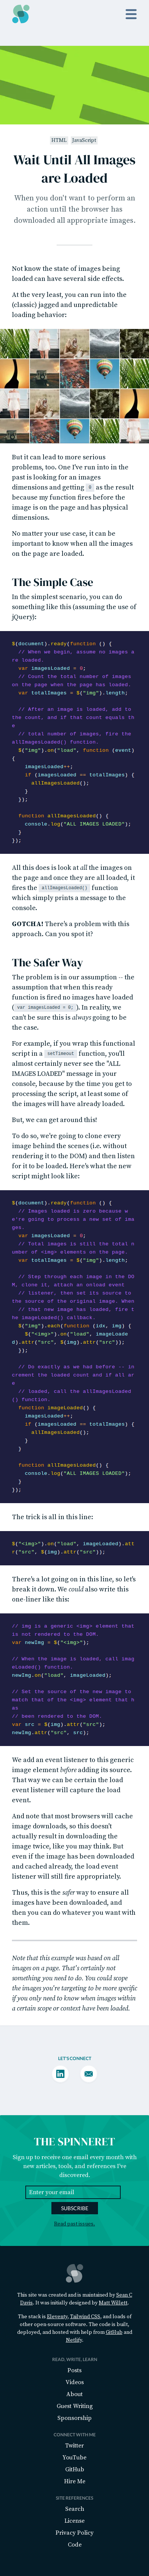 HTML JavaScript
Wait Until All Images
are Loaded
When you don't want to perform an
action until the browser has
downloaded all appropriate images.
Not know the state of images being
loaded can have several side effects.
At the very least, you can run into the
(classic) jagged and unpredictable
loading behavior:
But it can lead to more serious
problems, too. One I've run into in the
past is looking for an images
dimensions and getting 0 as the result
because my function fires before the
image is on the page and has physical
dimensions.
No matter your use case, it can be
important to know when all the images
on the page are loaded.
The Simple Case
In the simplest scenario, you can do
something like this (assuming the use of
jQuery):
$(document).ready(function () {
// When we begin, assume no images a
re loaded.
var imagesLoaded = 0;
// Count the total number of images
on the page when the page has loaded.
var totalImages = $("img").length;
// After an image is loaded, add to
the count, and if that count equals th
e
// total number of images, fire the
allImagesLoaded() function.
$("img").on("load", function (event)
{
imagesLoaded++;
if (imagesLoaded == totalImages) {
allImagesLoaded();
}
});
function allImagesLoaded() {
console.log("ALL IMAGES LOADED");
}
});
All this does is look at all the images on
the page and once they are all loaded, it
fires the allImagesLoaded() function
which simply prints a message to the
console.
GOTCHA! There's a problem with this
approach. Can you spot it?
The Safer Way
The problem is in our assumption -- the
assumption that when this ready
function is fired no images have loaded
( var imagesLoaded = 0; ). In reality, we
can't be sure this is always going to be
the case.
For example, if you wrap this functional
script in a setTimeout function, you'll
almost certainly never see the "ALL
IMAGES LOADED" message in your
console, because by the time you get to
processing the script, at least some of
the images will have already loaded.
But, we can get around this!
To do so, we're going to clone every
image behind the scenes (i.e. without
rendering it to the DOM) and then listen
for it to be loaded. Here's what the new
script might look like:
$(document).ready(function () {
// Images loaded is zero because w
e're going to process a new set of ima
ges.
var imagesLoaded = 0;
// Total images is still the total n
umber of <img> elements on the page.
var totalImages = $("img").length;
// Step through each image in the DO
M, clone it, attach an onload event
// listener, then set its source to
the source of the original image. When
// that new image has loaded, fire t
he imageLoaded() callback.
$("img").each(function (idx, img) {
$("<img>").on("load", imageLoade
d).attr("src", $(img).attr("src"));
});
// Do exactly as we had before -- in
crement the loaded count and if all ar
e
// loaded, call the allImagesLoaded
() function.
function imageLoaded() {
imagesLoaded++;
if (imagesLoaded == totalImages) {
allImagesLoaded();
}
}
function allImagesLoaded() {
console.log("ALL IMAGES LOADED");
}
});
The trick is all in this line:
$("<img>").on("load", imageLoaded).att
r("src", $(img).attr("src"));
There's a lot going on in this line, so let's
break it down. We could also write this
one-liner like this:
// img is a generic <img> element that
is not rendered to the DOM.
var newImg = $("<img>");
// When the image is loaded, call imag
eLoaded() function.
newImg.on("load", imageLoaded);
// Set the source of the new image to
match that of the <img> element that h
as
// been rendered to the DOM.
var src = $(img).attr("src");
newImg.attr("src", src);
We add an event listener to this generic
image element before adding its source.
That way we can be certain the load
event listener will capture the load
event.
And note that most browsers will cache
image downloads, so this doesn't
actually result in downloading the
image twice, like you may think. But
even if the image has been downloaded
and cached already, the load event
listener will still fire appropriately.
Thus, this is the safer way to ensure all
images have been downloaded, and
then you can do whatever you want with
them.
Note that this example was based on all
images on a page. That's certainly not
something you need to do. You could scope
the images you're targeting to be more specific
if you only need to know when images within
a certain scope or context have been loaded.
LET'S CONNECT
THE SPINNERET
Sign up to receive one email every month with
new articles, tools, and references I've
discovered.
Enter your email
SUBSCRIBE
Read past issues.
This site was created and is maintained by Sean C
Davis. It was initially designed by Matt Willett.
The stack is Eleventy, Tailwind CSS, and loads of
other open-source software. The code is built,
deployed, and hosted with help from GitHub and
Netlify.
READ, WRITE, LEARN
Posts
Videos
About
Guest Writing
Sponsorship
CONNECT WITH ME
Twitter
YouTube
GitHub
Hire Me
SITE REFERENCES
Search
License
Privacy Policy
Code